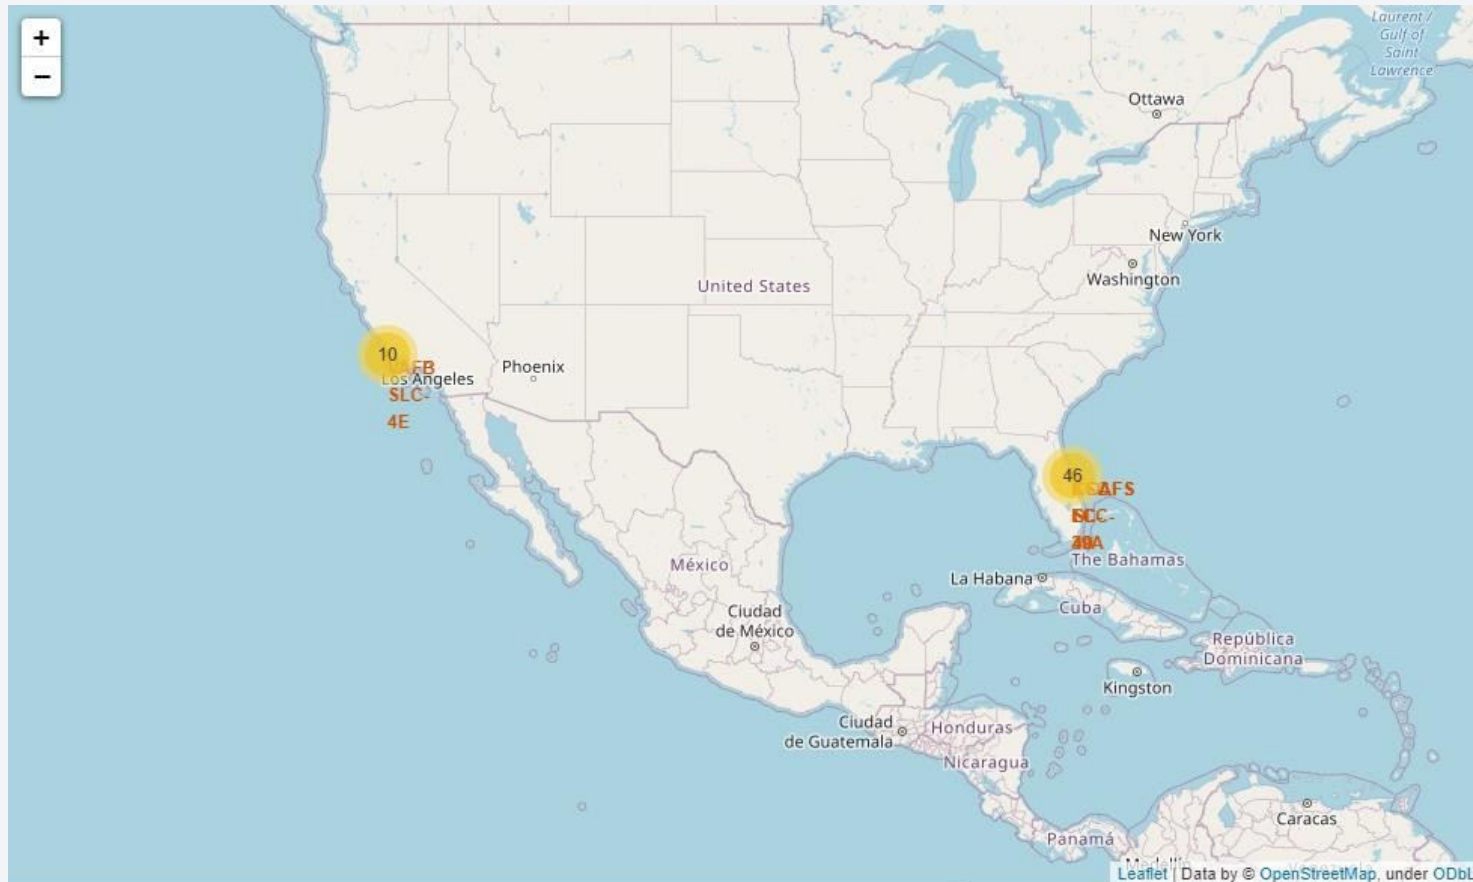 +
−
Laurent /
Gulf of
Saint
Lawrence
Ottawa
New York
Washington
United States
10
VAFB
Los Angeles
SLC-
4E
Phoenix
46
México
The Bahamas
La Habana
Cuba
Ciudad
de México
República
Dominicana
Kingston
Ciudad
de Guatemala
Honduras
Nicaragua
Caracas
Panamá
Medellín
Leaflet | Data by © OpenStreetMap, under ODbL